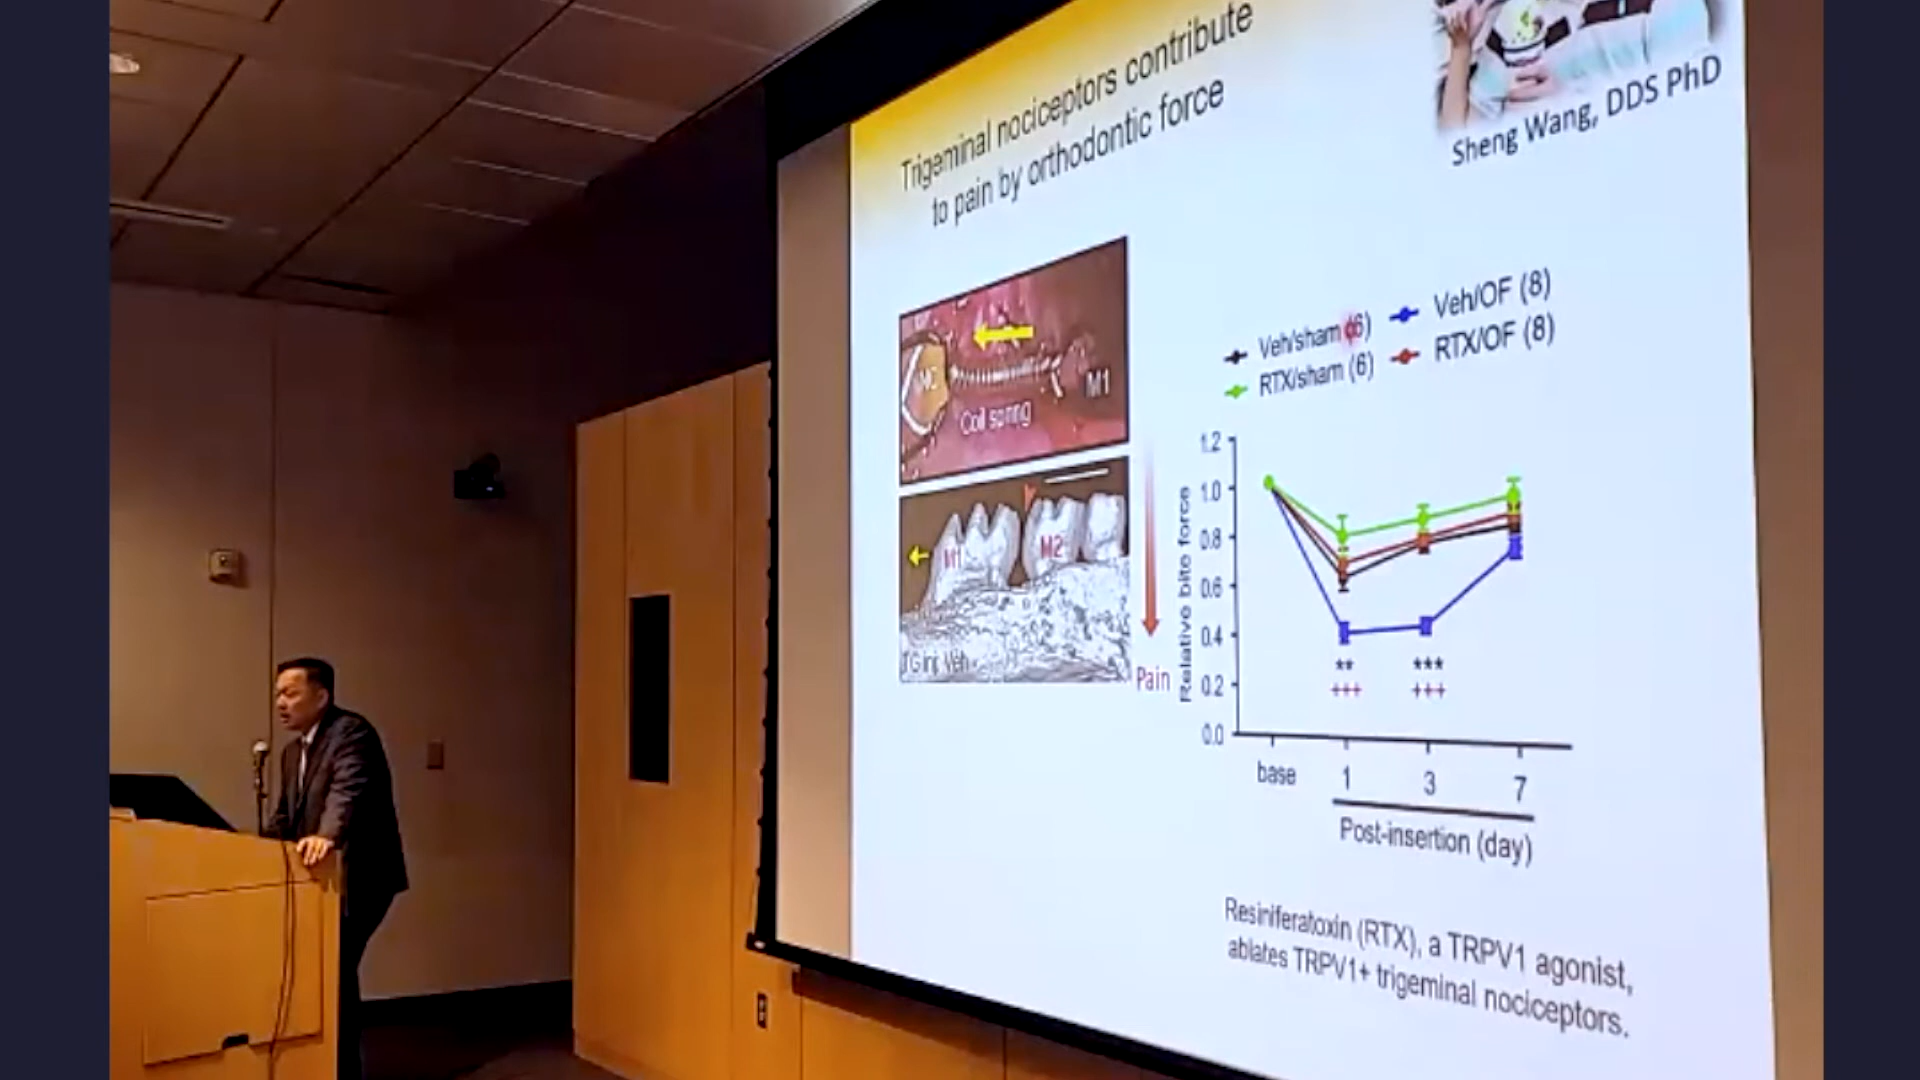 Trigeminal nociceptors contribute
to pain by orthodontic force
Sheng Wang, DDS PhD
Coil spring
M1
M1
M2
TG inj Veh
Pain
Veh/sham (6)
RTX/sham (6)
Veh/OF (8)
RTX/OF (8)
Relative bite force
1.2
1.0
0.8
0.6
0.4
0.2
0.0
** ***
+++ +++
base 1 3 7
Post-insertion (day)
Resiniferatoxin (RTX), a TRPV1 agonist,
ablates TRPV1+ trigeminal nociceptors.